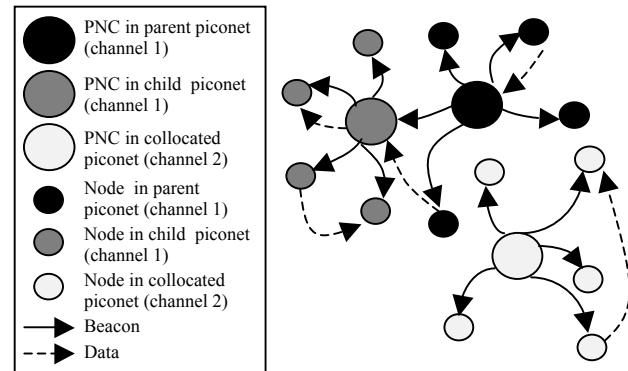 PNC in parent piconet
(channel 1)
PNC in child piconet
(channel 1)
PNC in collocated
piconet (channel 2)
Node in parent
piconet (channel 1)
Node in child piconet
(channel 1)
Node in collocated
piconet (channel 2)
Beacon
Data